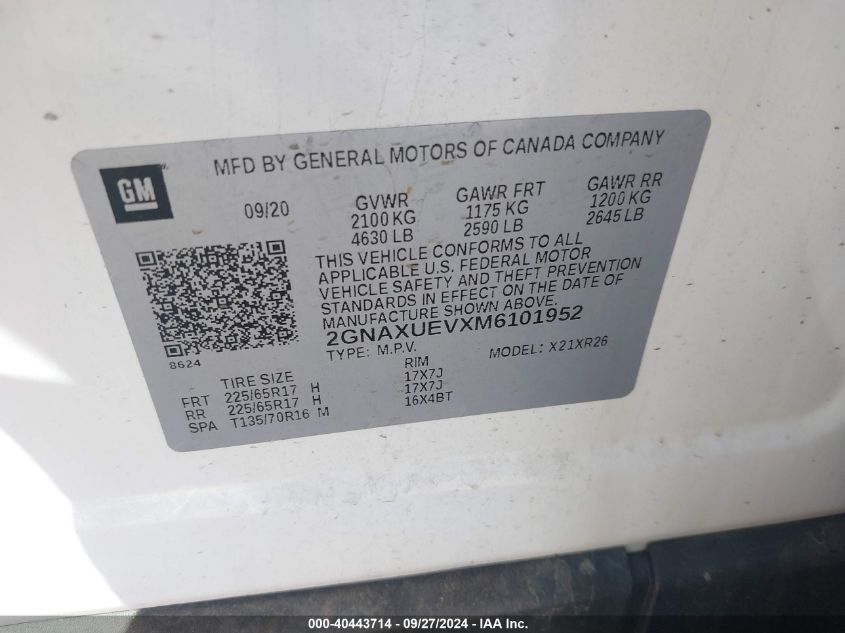 MFD BY GENERAL MOTORS OF CANADA COMPANY
GM
09/20
GVWR
2100 KG
4630 LB
GAWR FRT
1175 KG
2590 LB
GAWR RR
1200 KG
2645 LB
THIS VEHICLE CONFORMS TO ALL
APPLICABLE U.S. FEDERAL MOTOR
VEHICLE SAFETY AND THEFT PREVENTION
STANDARDS IN EFFECT ON THE DATE OF
MANUFACTURE SHOWN ABOVE.
2GNAXUEVXM6101952
TYPE: M.P.V. MODEL: X21XR26
8624
TIRE SIZE RIM
FRT 225/65R17 H 17X7J
RR 225/65R17 H 17X7J
SPA T135/70R16 M 16X4BT
000-40443714 - 09/27/2024 - IAA Inc.